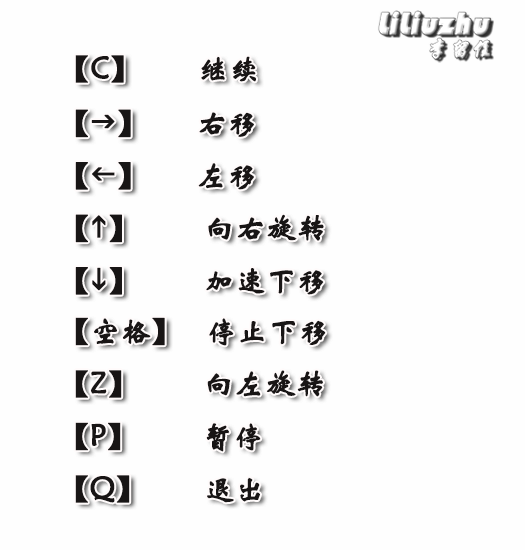 LiLiuzhu
李留柱
【C】 继续
【→】 右移
【←】 左移
【↑】 向右旋转
【↓】 加速下移
【空格】 停止下移
【Z】 向左旋转
【P】 暂停
【Q】 退出